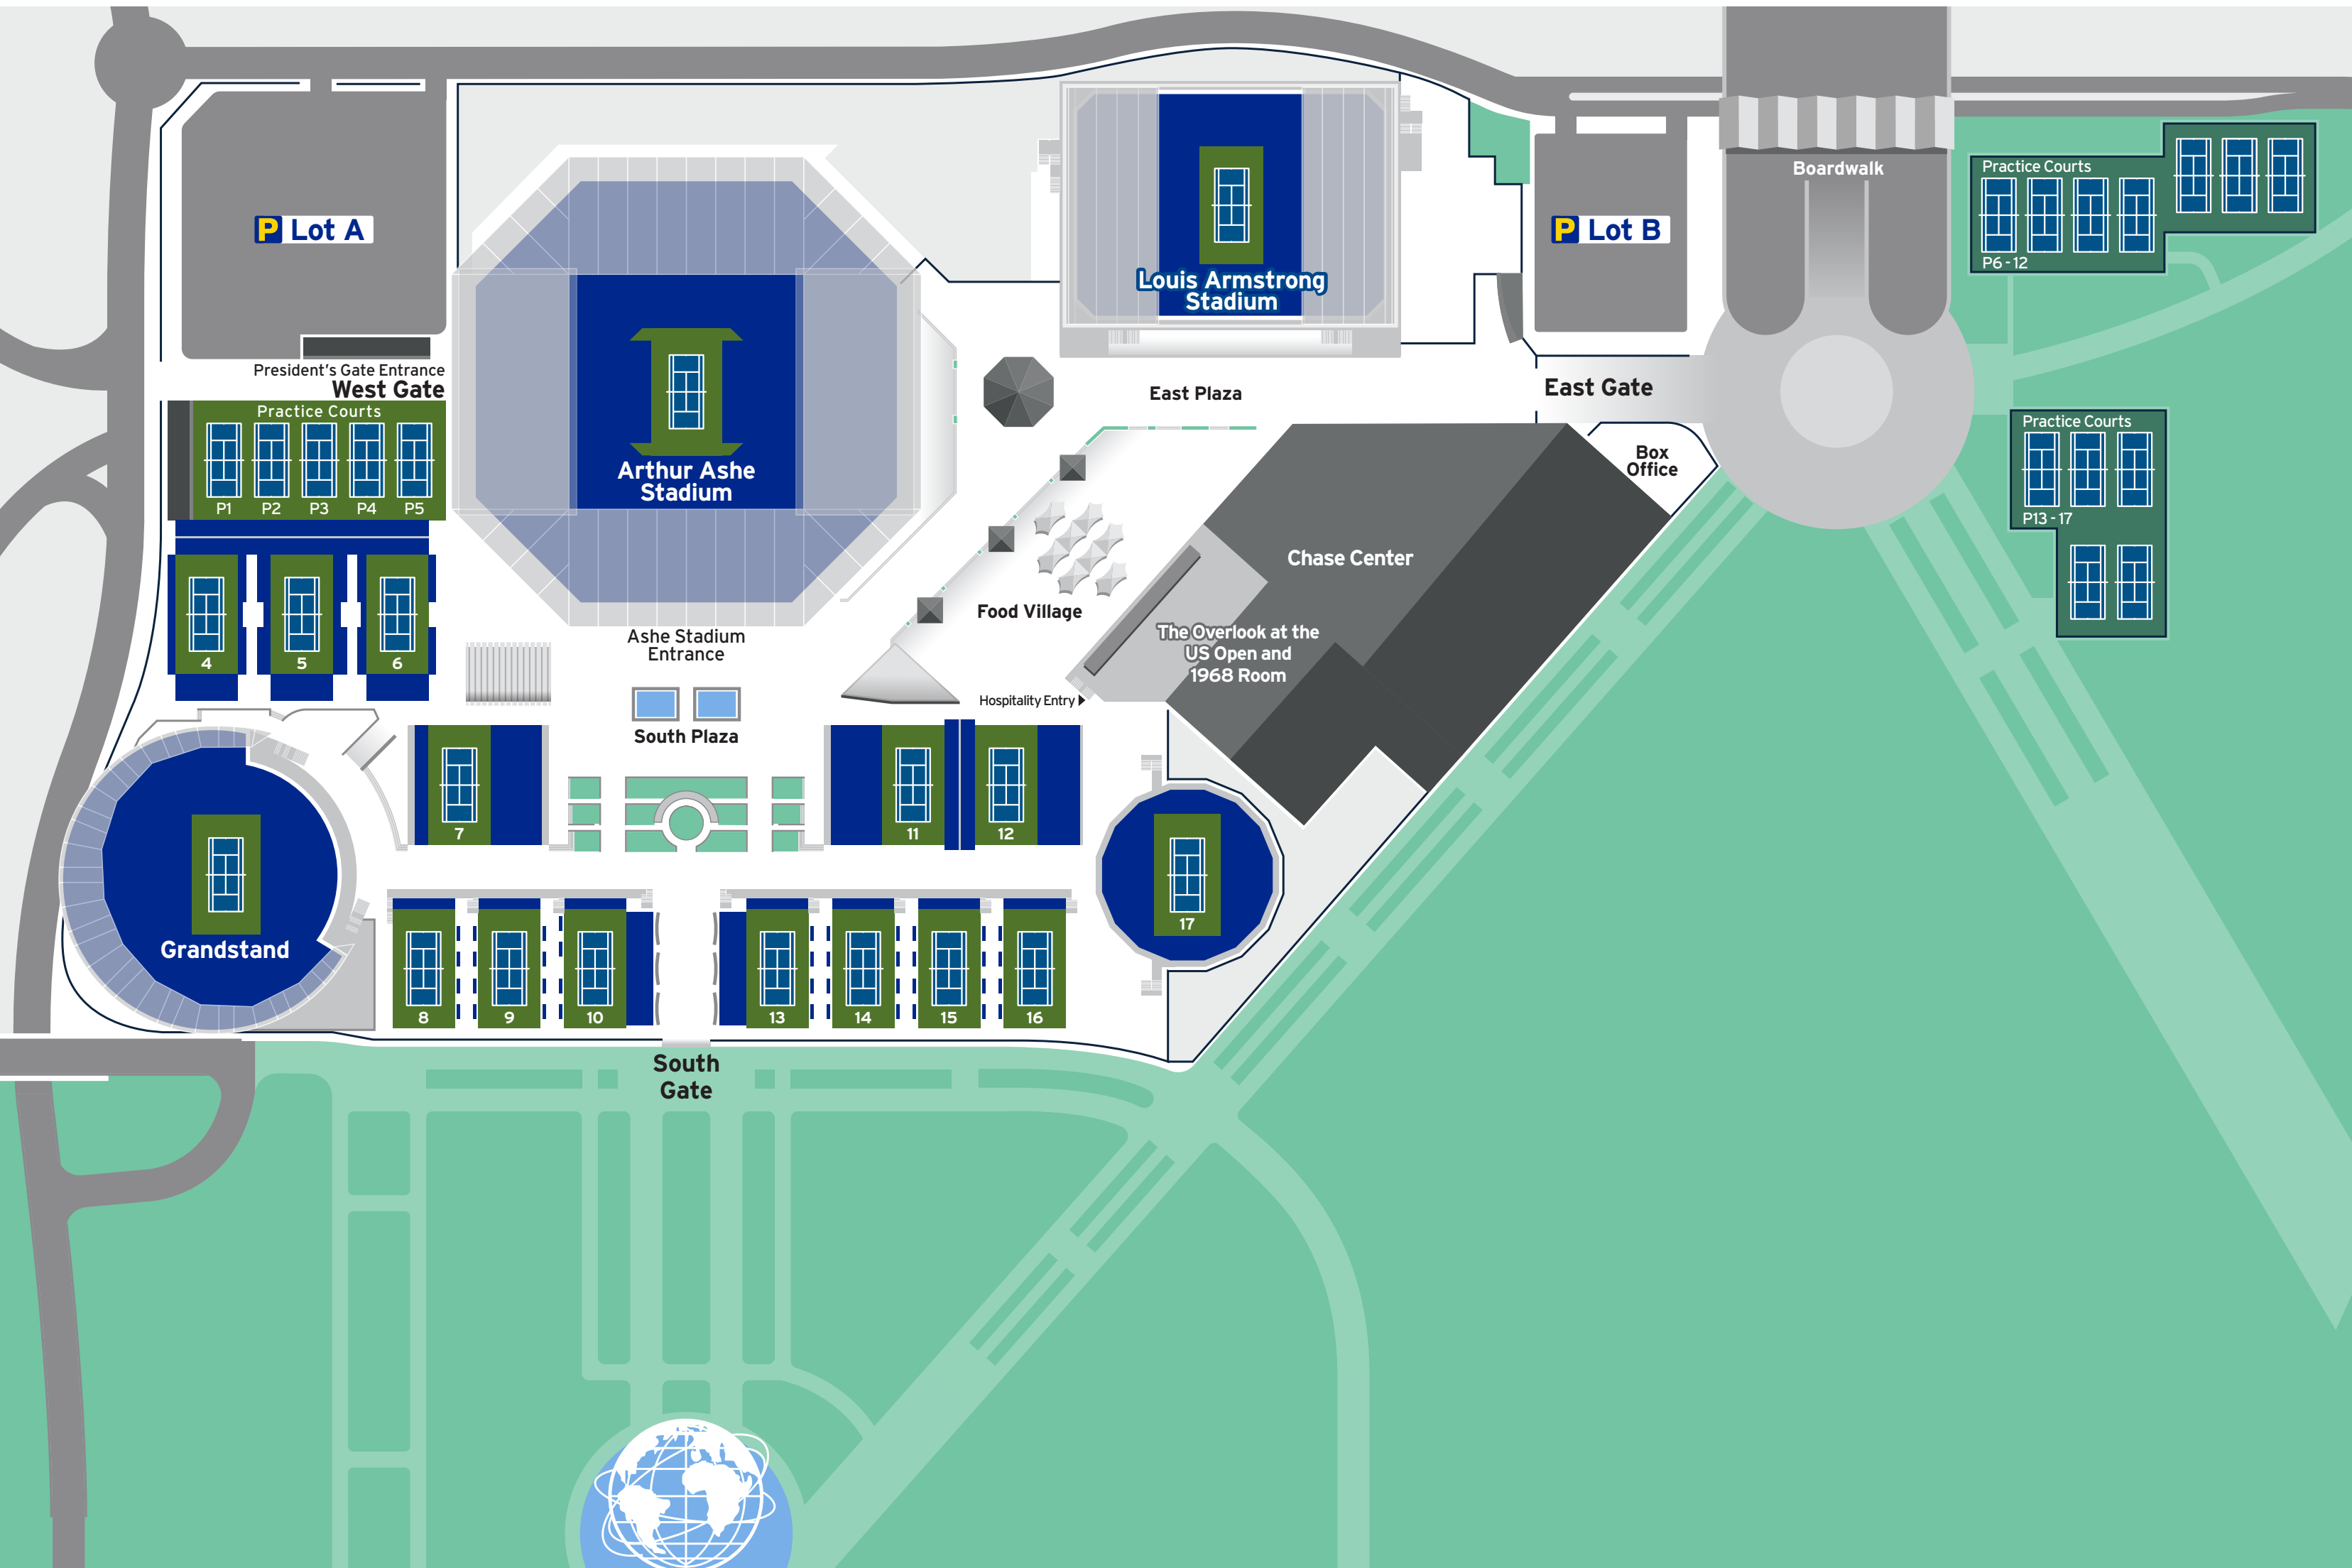 Boardwalk
Practice Courts
P6 - 12
P Lot A
P Lot B
Louis Armstrong
Stadium
President's Gate Entrance
West Gate
Practice Courts
P1 P2 P3 P4 P5
Arthur Ashe
Stadium
East Plaza
East Gate
Box
Office
Practice Courts
P13 - 17
Chase Center
Food Village
The Overlook at the
US Open and
1968 Room
Hospitality Entry
Ashe Stadium
Entrance
South Plaza
4 5 6
7
11 12
17
Grandstand
8 9 10 13 14 15 16
South
Gate